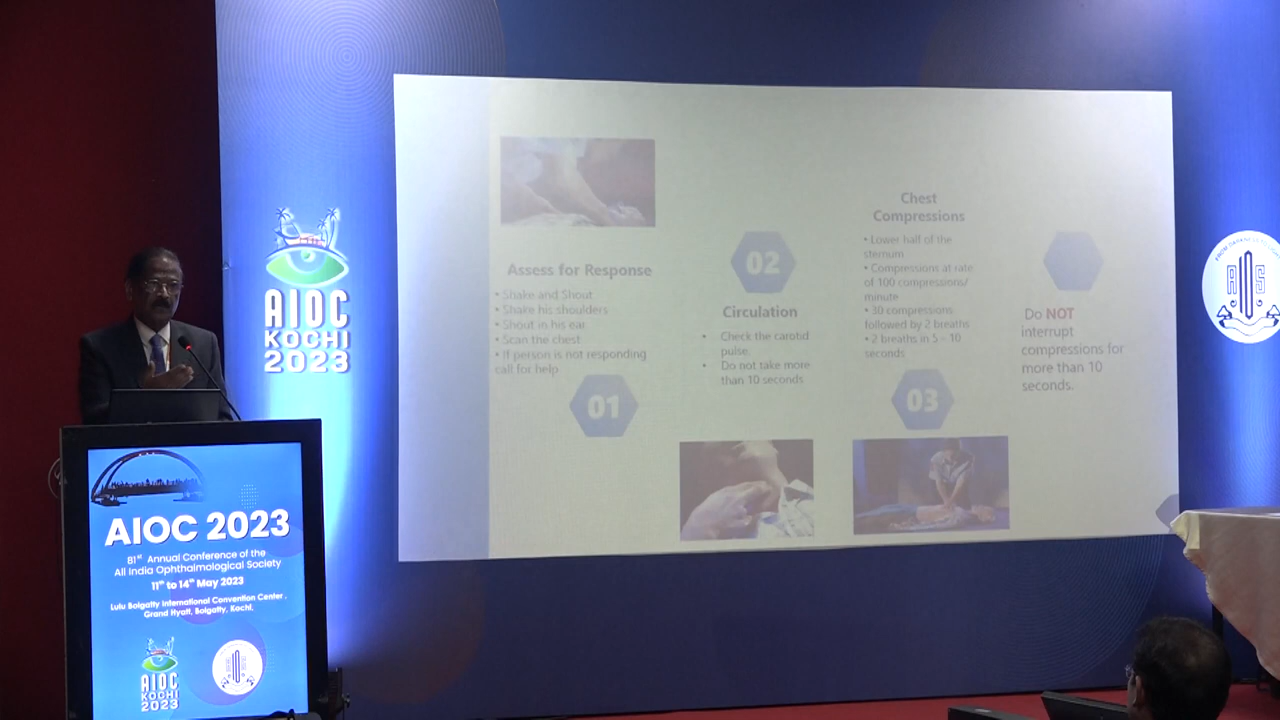 AIOC
KOCHI
2023
Assess for Response
• Shake and Shout
• Shake his shoulders
• Shout in his ear
• Scan the chest
• If person is not responding
call for help
01
02
Circulation
• Check the carotid
pulse.
• Do not take more
than 10 seconds
Chest
Compressions
• Lower half of the
sternum
• Compressions at rate
of 100 compressions/
minute
• 30 compressions
followed by 2 breaths
• 2 breaths in 5 - 10
seconds
03
Do NOT
interrupt
compressions for
more than 10
seconds.
AIOC 2023
81st Annual Conference of the
All India Ophthalmological Society
11th to 14th May 2023
Lulu Bolgatty International Convention Center,
Grand Hyatt, Bolgatty, Kochi.
AIOC
KOCHI
2023